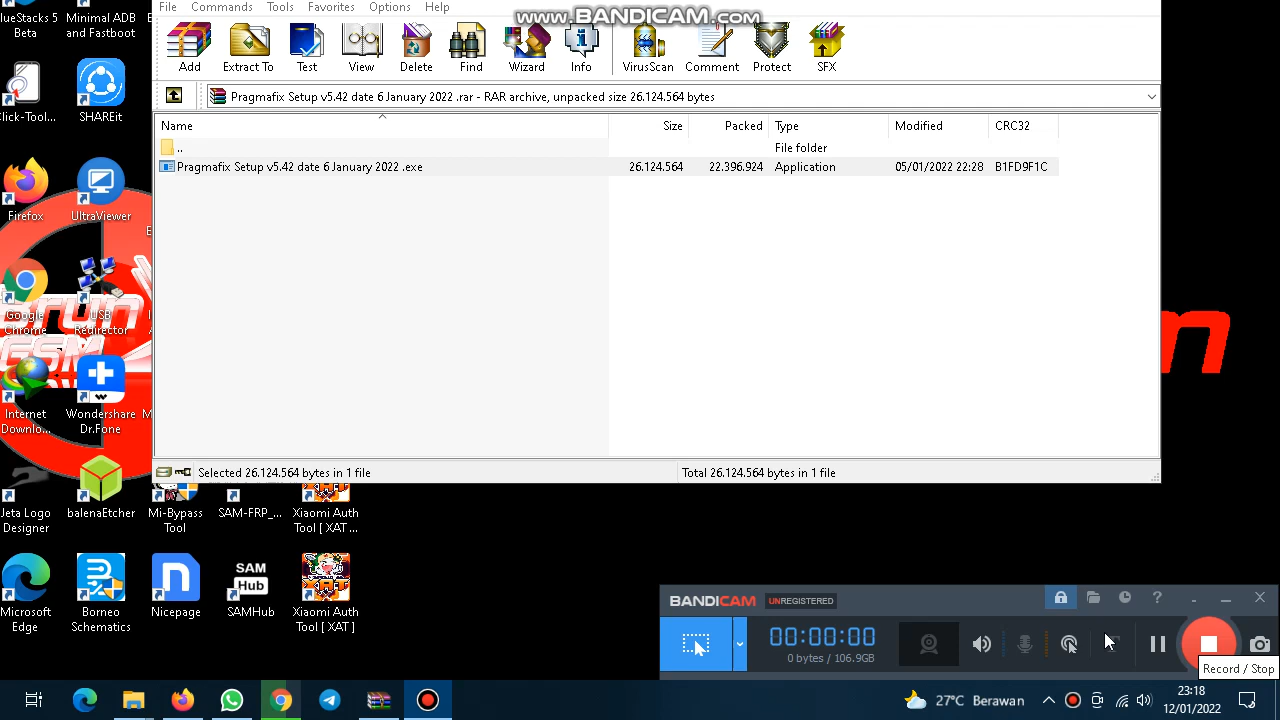 File Commands Tools Favorites Options Help
www.BANDICAM.com
Add Extract To Test View Delete Find Wizard Info VirusScan Comment Protect SFX
Pragmafix Setup v5.42 date 6 January 2022 .rar - RAR archive, unpacked size 26.124.564 bytes
Name Size Packed Type Modified CRC32
.. File folder
Pragmafix Setup v5.42 date 6 January 2022 .exe 26.124.564 22.396.924 Application 05/01/2022 22:28 B1FD9F1C
Selected 26.124.564 bytes in 1 file Total 26.124.564 bytes in 1 file
lueStacks 5 Minimal ADB
Beta and Fastboot
Click-Tool... SHAREit
Firefox UltraViewer
Google USB
Chrome Redirector
GSM
Internet Wondershare
Downlo... Dr.Fone
Jeta Logo balenaEtcher Mi-Bypass SAM-FRP_... Xiaomi Auth
Designer Tool Tool [ XAT ...
SAM
Hub
Microsoft Borneo Nicepage SAMHub Xiaomi Auth
Edge Schematics Tool [ XAT ]
BANDICAM UNREGISTERED
00:00:00
0 bytes / 106.9GB
Record / Stop
27°C Berawan
23:18
12/01/2022